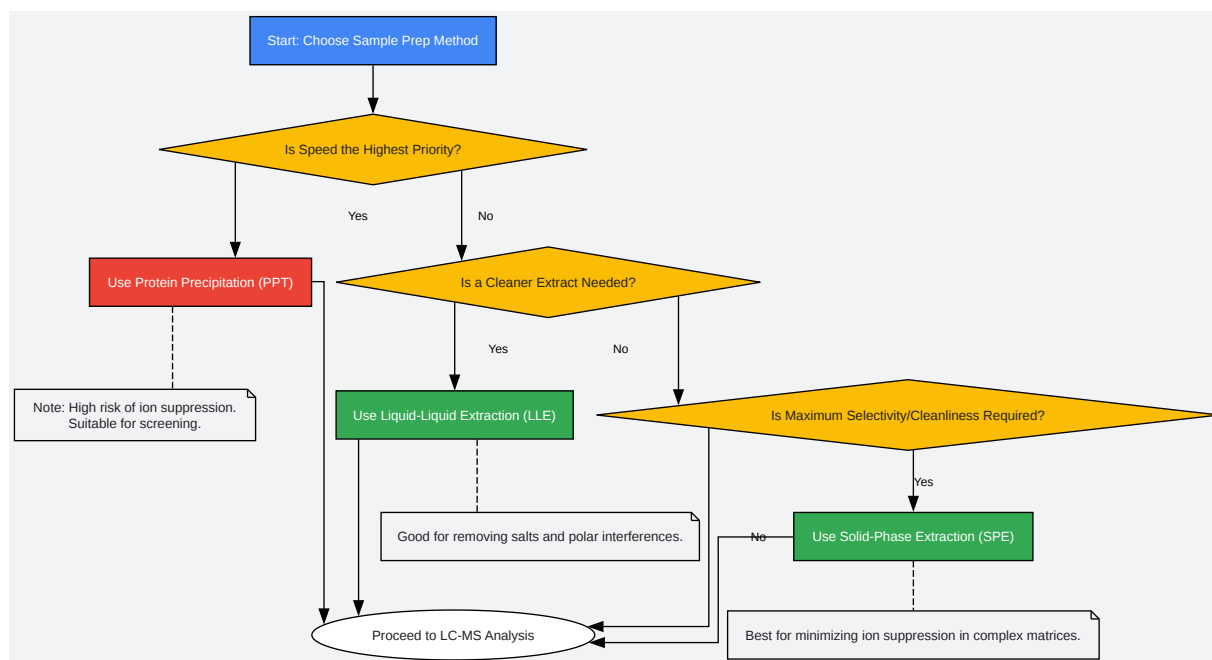 Start: Choose Sample Prep Method
Is Speed the Highest Priority?
Yes
No
Use Protein Precipitation (PPT)
Is a Cleaner Extract Needed?
Yes
No
Note: High risk of ion suppression.
Suitable for screening.
Use Liquid-Liquid Extraction (LLE)
Is Maximum Selectivity/Cleanliness Required?
Yes
Good for removing salts and polar interferences.
No
Use Solid-Phase Extraction (SPE)
Proceed to LC-MS Analysis
Best for minimizing ion suppression in complex matrices.